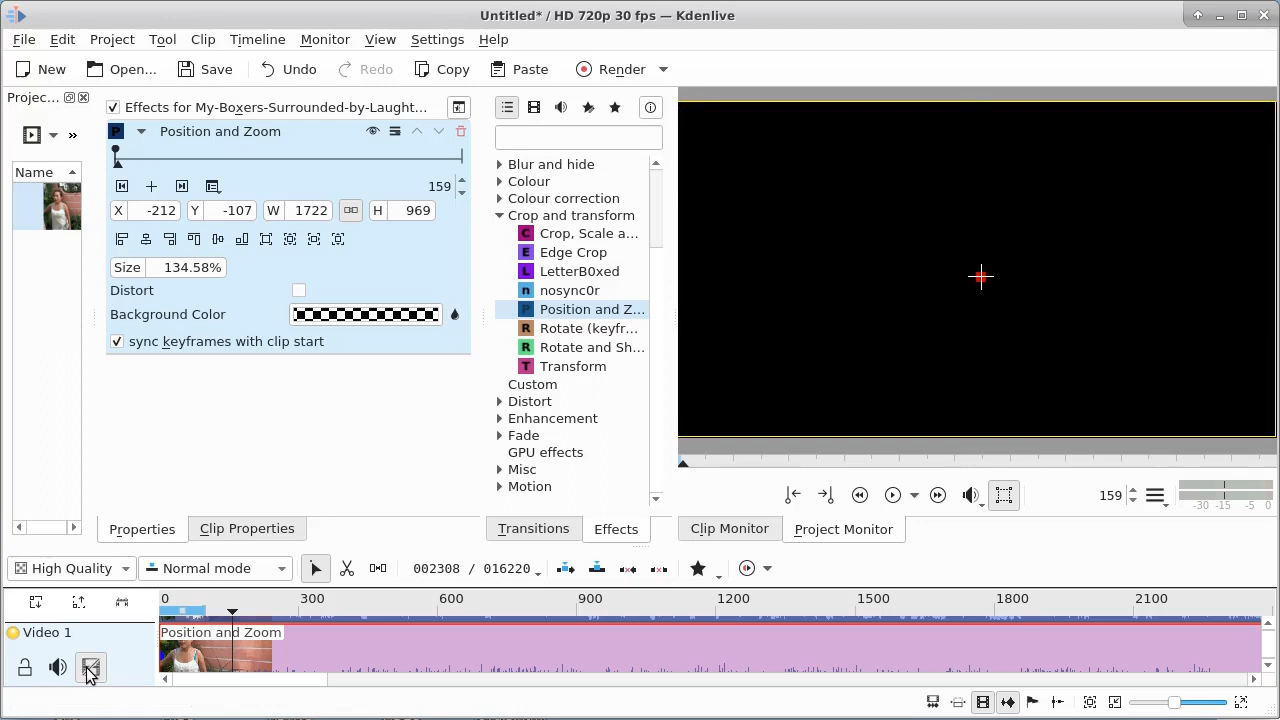 Untitled* / HD 720p 30 fps — Kdenlive
File Edit Project Tool Clip Timeline Monitor View Settings Help
New Open... Save Undo Redo Copy Paste Render
Projec...
Name
Effects for My-Boxers-Surrounded-by-Laught...
P Position and Zoom
159
X -212 Y -107 W 1722 H 969
Size 134.58%
Distort
Background Color
sync keyframes with clip start
Blur and hide
Colour
Colour correction
Crop and transform
C Crop, Scale a...
E Edge Crop
L LetterB0xed
n nosync0r
P Position and Z...
R Rotate (keyfr...
R Rotate and Sh...
T Transform
Custom
Distort
Enhancement
Fade
GPU effects
Misc
Motion
159
-30 -15 -5 0
Properties Clip Properties Transitions Effects Clip Monitor Project Monitor
High Quality Normal mode 002308 / 016220
0 300 600 900 1200 1500 1800 2100
Video 1 Position and Zoom